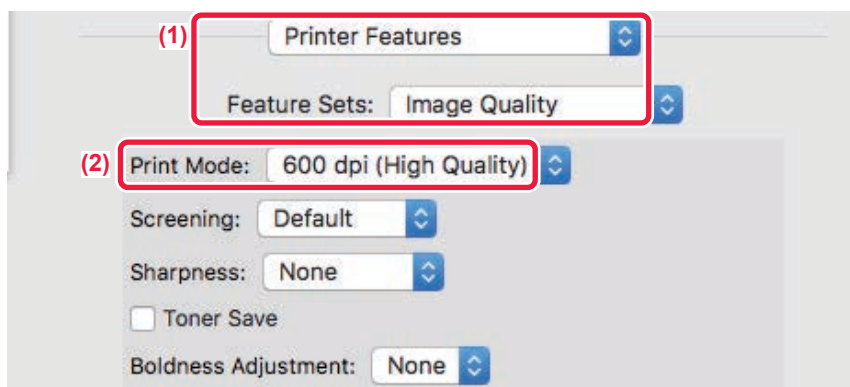 (1) Printer Features
Feature Sets: Image Quality
(2) Print Mode: 600 dpi (High Quality)
Screening: Default
Sharpness: None
Toner Save
Boldness Adjustment: None